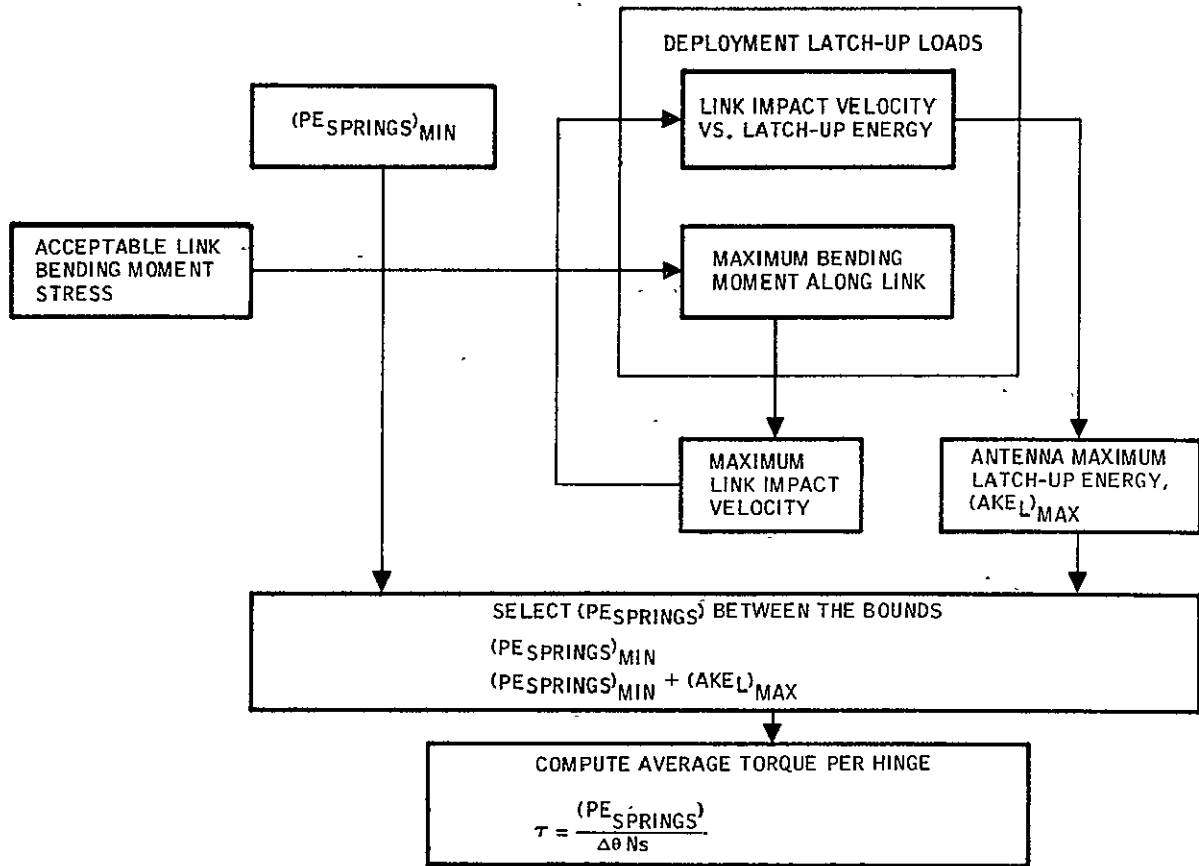 DEPLOYMENT LATCH-UP LOADS
(PE SPRINGS) MIN
LINK IMPACT VELOCITY
VS. LATCH-UP ENERGY
ACCEPTABLE LINK
BENDING MOMENT
STRESS
MAXIMUM BENDING
MOMENT ALONG LINK
MAXIMUM
LINK IMPACT
VELOCITY
ANTENNA MAXIMUM
LATCH-UP ENERGY,
(AKE L) MAX
SELECT (PE SPRINGS) BETWEEN THE BOUNDS
(PE SPRINGS) MIN
(PE SPRINGS) MIN + (AKE L) MAX
COMPUTE AVERAGE TORQUE PER HINGE
τ = (PE SPRINGS)
Δθ Ns